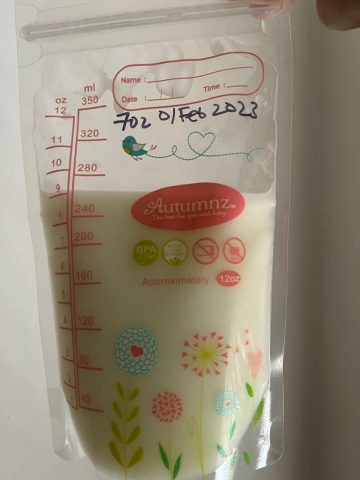 Name :
Date : Time :
7oz 01 Feb 2023
oz ml
12 350
11 320
10 280
9
8 240
7 200
6 160
5
4 120
3 80
2 40
Autumnz
The best for you and baby
BPA
Approximately 12oz